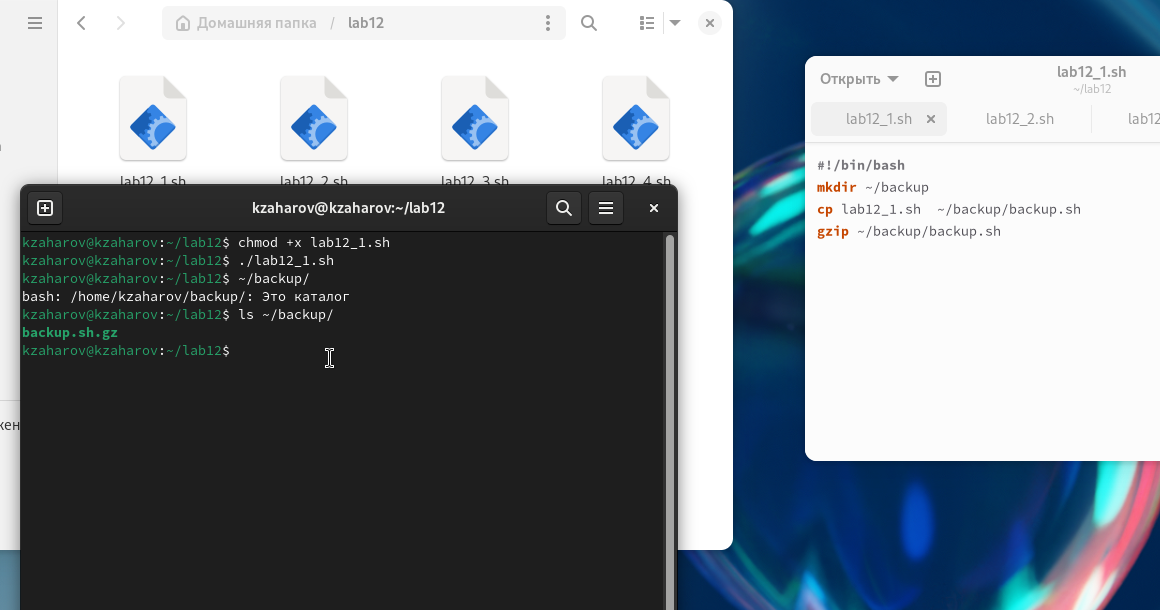 Домашняя папка / lab12
lab12_1.sh
lab12_2.sh
lab12_3.sh
lab12_4.sh
kzaharov@kzaharov:~/lab12
kzaharov@kzaharov:~/lab12$ chmod +x lab12_1.sh
kzaharov@kzaharov:~/lab12$ ./lab12_1.sh
kzaharov@kzaharov:~/lab12$ ~/backup/
bash: /home/kzaharov/backup/: Это каталог
kzaharov@kzaharov:~/lab12$ ls ~/backup/
backup.sh.gz
kzaharov@kzaharov:~/lab12$
Открыть
lab12_1.sh
~/lab12
lab12_1.sh
lab12_2.sh
lab12
#!/bin/bash
mkdir ~/backup
cp lab12_1.sh  ~/backup/backup.sh
gzip ~/backup/backup.sh